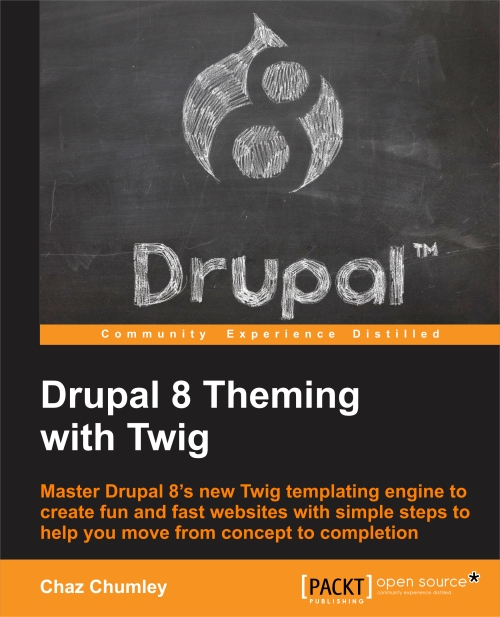 8
Drupal™
Community Experience Distilled
Drupal 8 Theming
with Twig
Master Drupal 8’s new Twig templating engine to
create fun and fast websites with simple steps to
help you move from concept to completion
Chaz Chumley
[PACKT]
PUBLISHING
open source*
community experience distilled